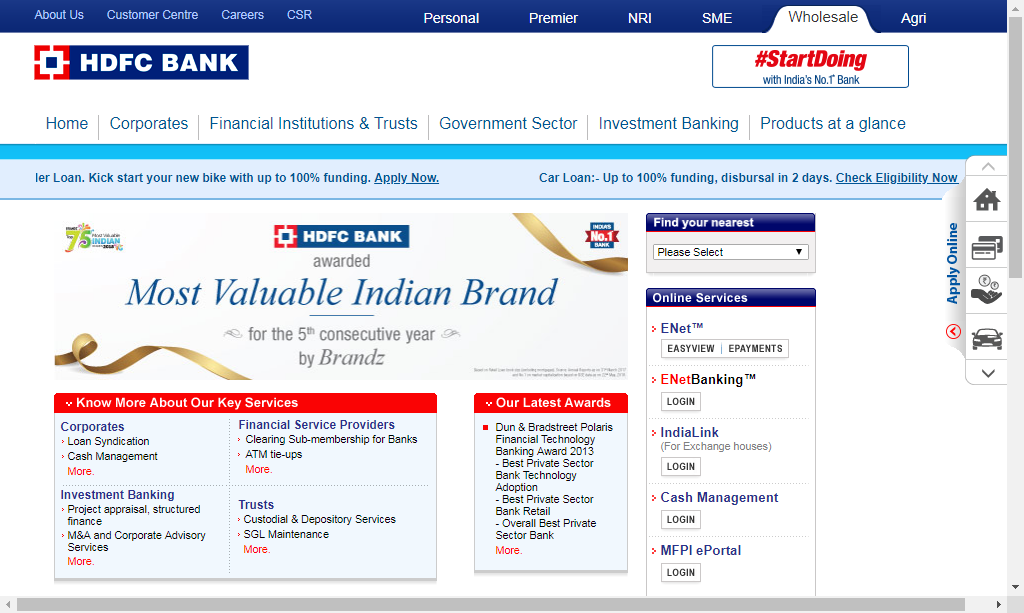 About Us Customer Centre Careers CSR Personal Premier NRI SME Wholesale Agri
HDFC BANK
#StartDoing
with India's No.1* Bank
Home Corporates Financial Institutions & Trusts Government Sector Investment Banking Products at a glance
ler Loan. Kick start your new bike with up to 100% funding. Apply Now. Car Loan:- Up to 100% funding, disbursal in 2 days. Check Eligibility Now
75 Most Valuable INDIAN
HDFC BANK
INDIA'S
No.1
BANK
awarded
Most Valuable Indian Brand
for the 5th consecutive year
by Brandz
Find your nearest
Please Select
Apply Online
Online Services
ENet™
EASYVIEW | EPAYMENTS
ENetBanking™
LOGIN
IndiaLink
(For Exchange houses)
LOGIN
Cash Management
LOGIN
MFPI ePortal
LOGIN
Know More About Our Key Services
Corporates
Loan Syndication
Cash Management
More.
Financial Service Providers
Clearing Sub-membership for Banks
ATM tie-ups
More.
Investment Banking
Project appraisal, structured
finance
M&A and Corporate Advisory
Services
More.
Trusts
Custodial & Depository Services
SGL Maintenance
More.
Our Latest Awards
Dun & Bradstreet Polaris
Financial Technology
Banking Award 2013
- Best Private Sector
Bank Technology
Adoption
- Best Private Sector
Bank Retail
- Overall Best Private
Sector Bank
More.